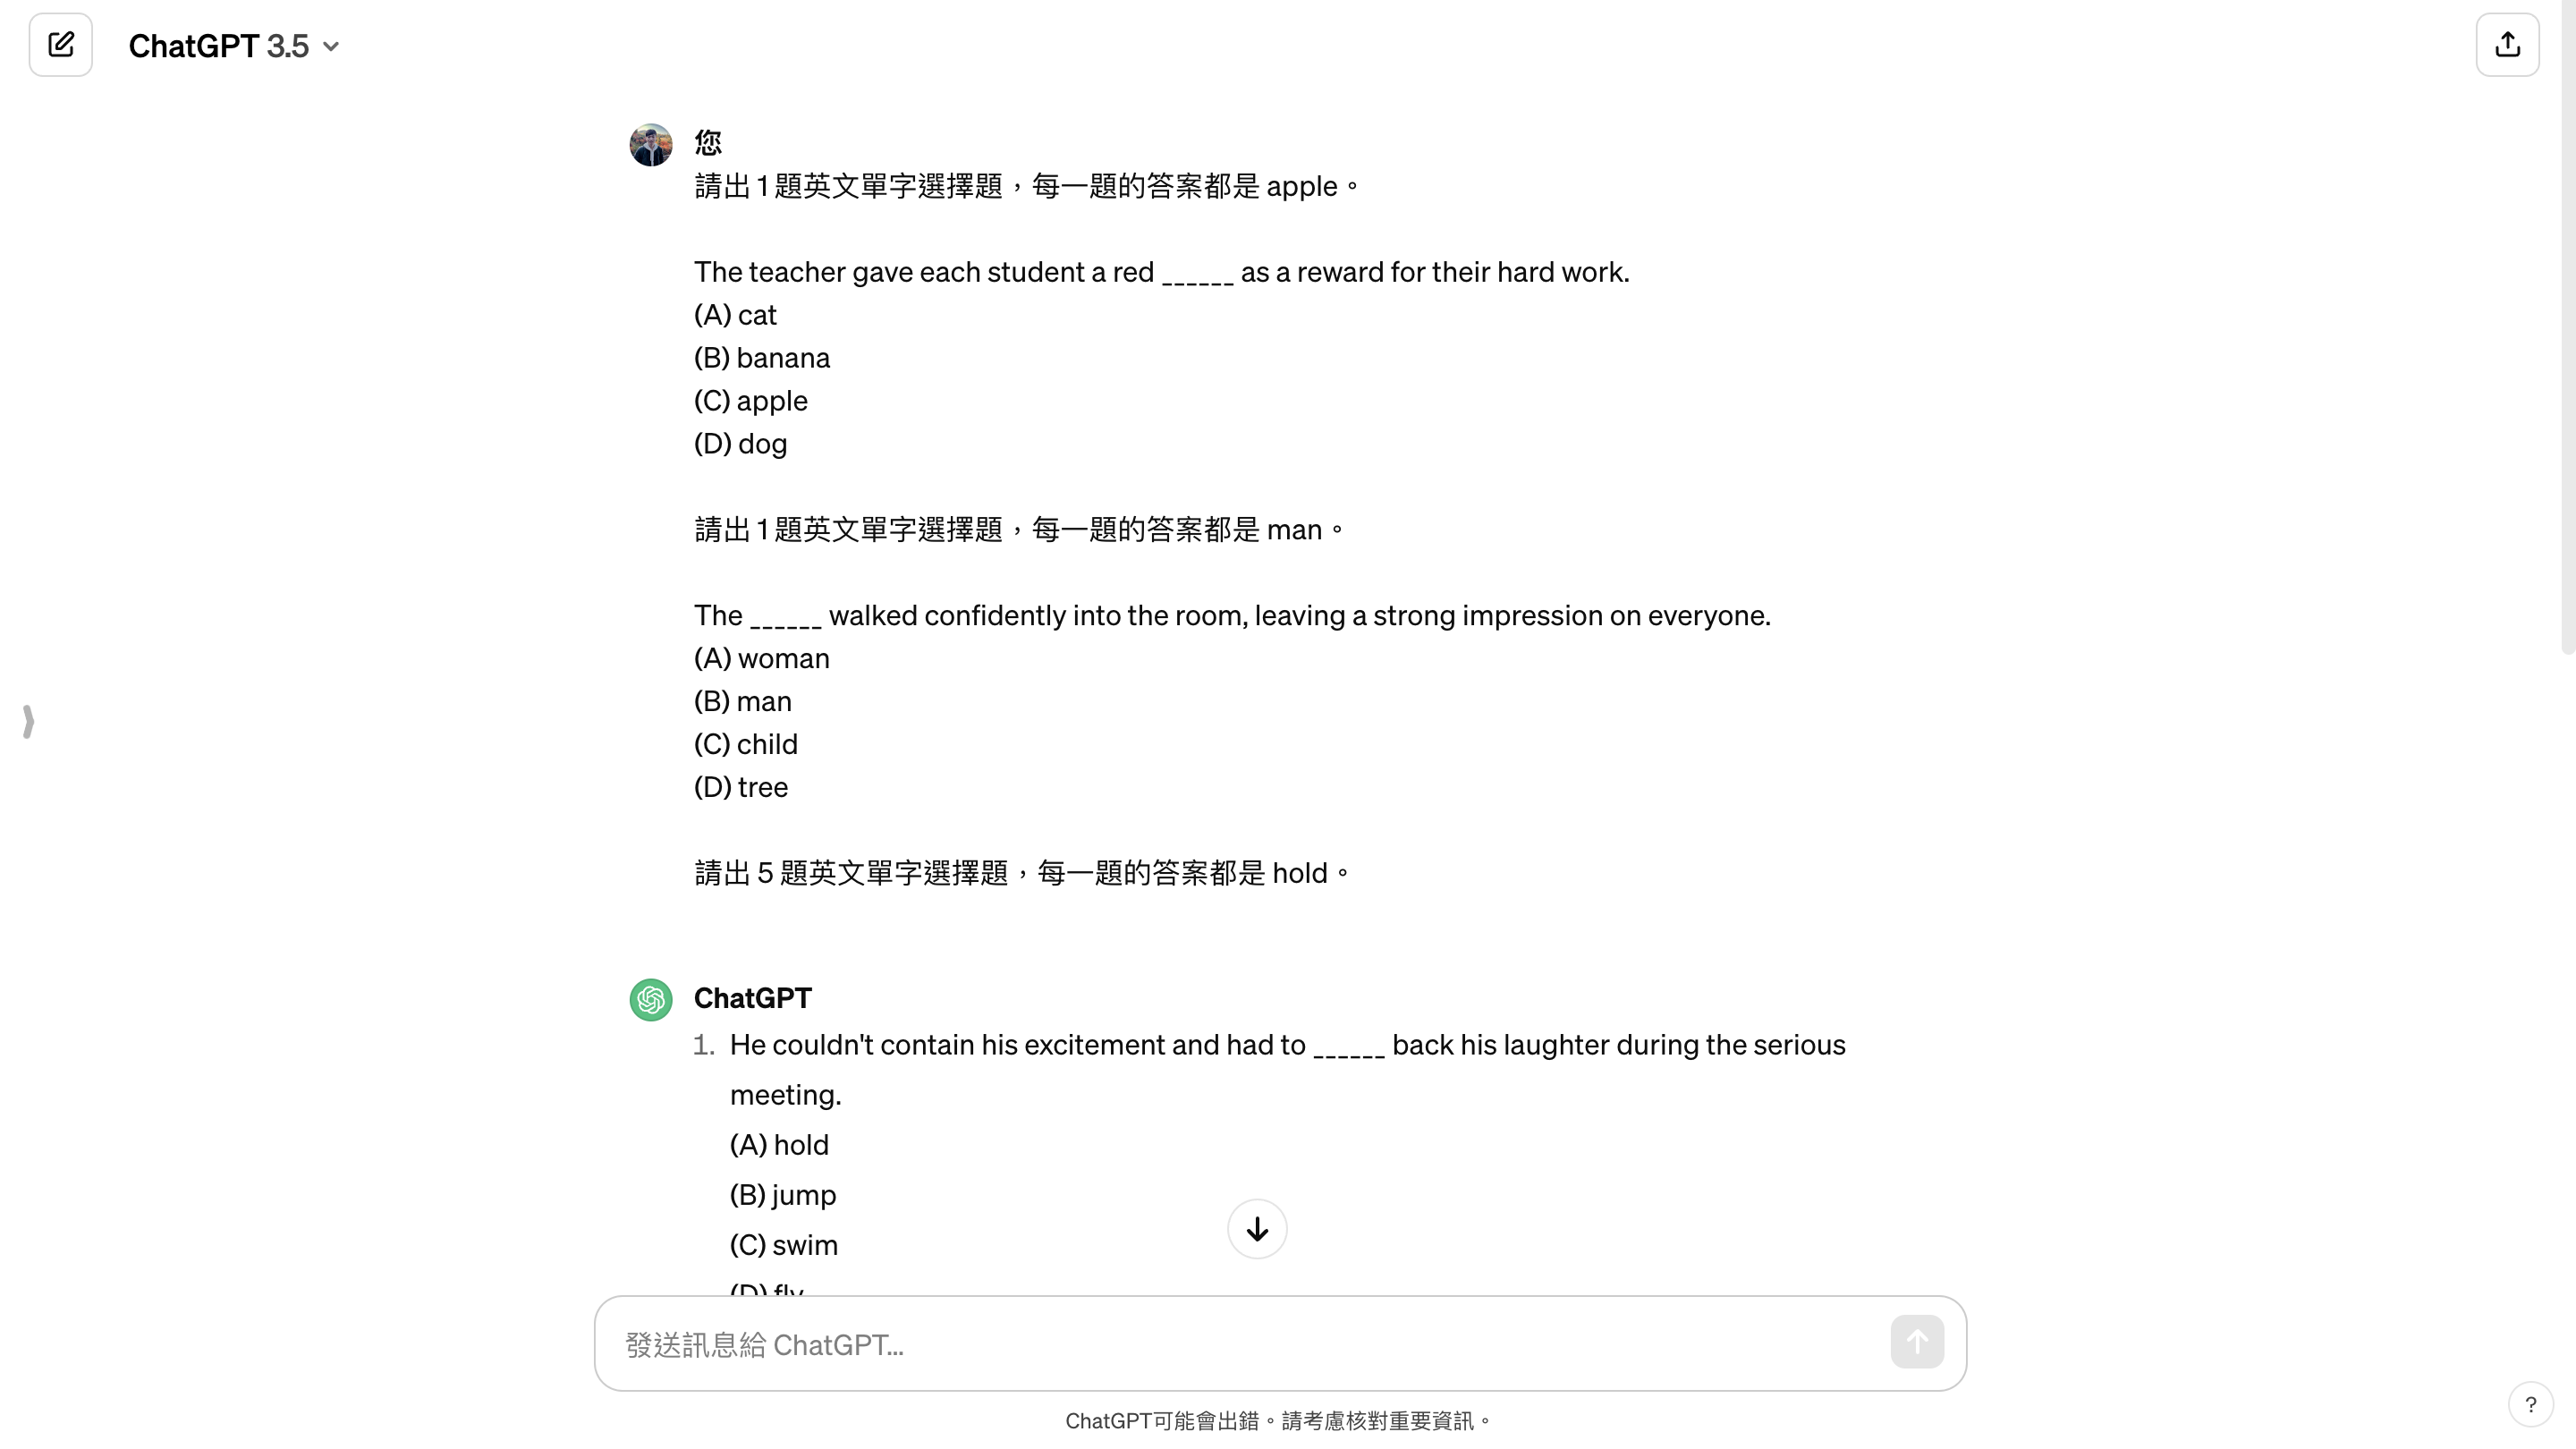 ChatGPT 3.5
您
請出 1 題英文單字選擇題，每一題的答案都是 apple。
The teacher gave each student a red ______ as a reward for their hard work.
(A) cat
(B) banana
(C) apple
(D) dog
請出 1 題英文單字選擇題，每一題的答案都是 man。
The ______ walked confidently into the room, leaving a strong impression on everyone.
(A) woman
(B) man
(C) child
(D) tree
請出 5 題英文單字選擇題，每一題的答案都是 hold。
ChatGPT
1. He couldn't contain his excitement and had to ______ back his laughter during the serious
meeting.
(A) hold
(B) jump
(C) swim
(D) fly
發送訊息給 ChatGPT...
ChatGPT可能會出錯。請考慮核對重要資訊。
?